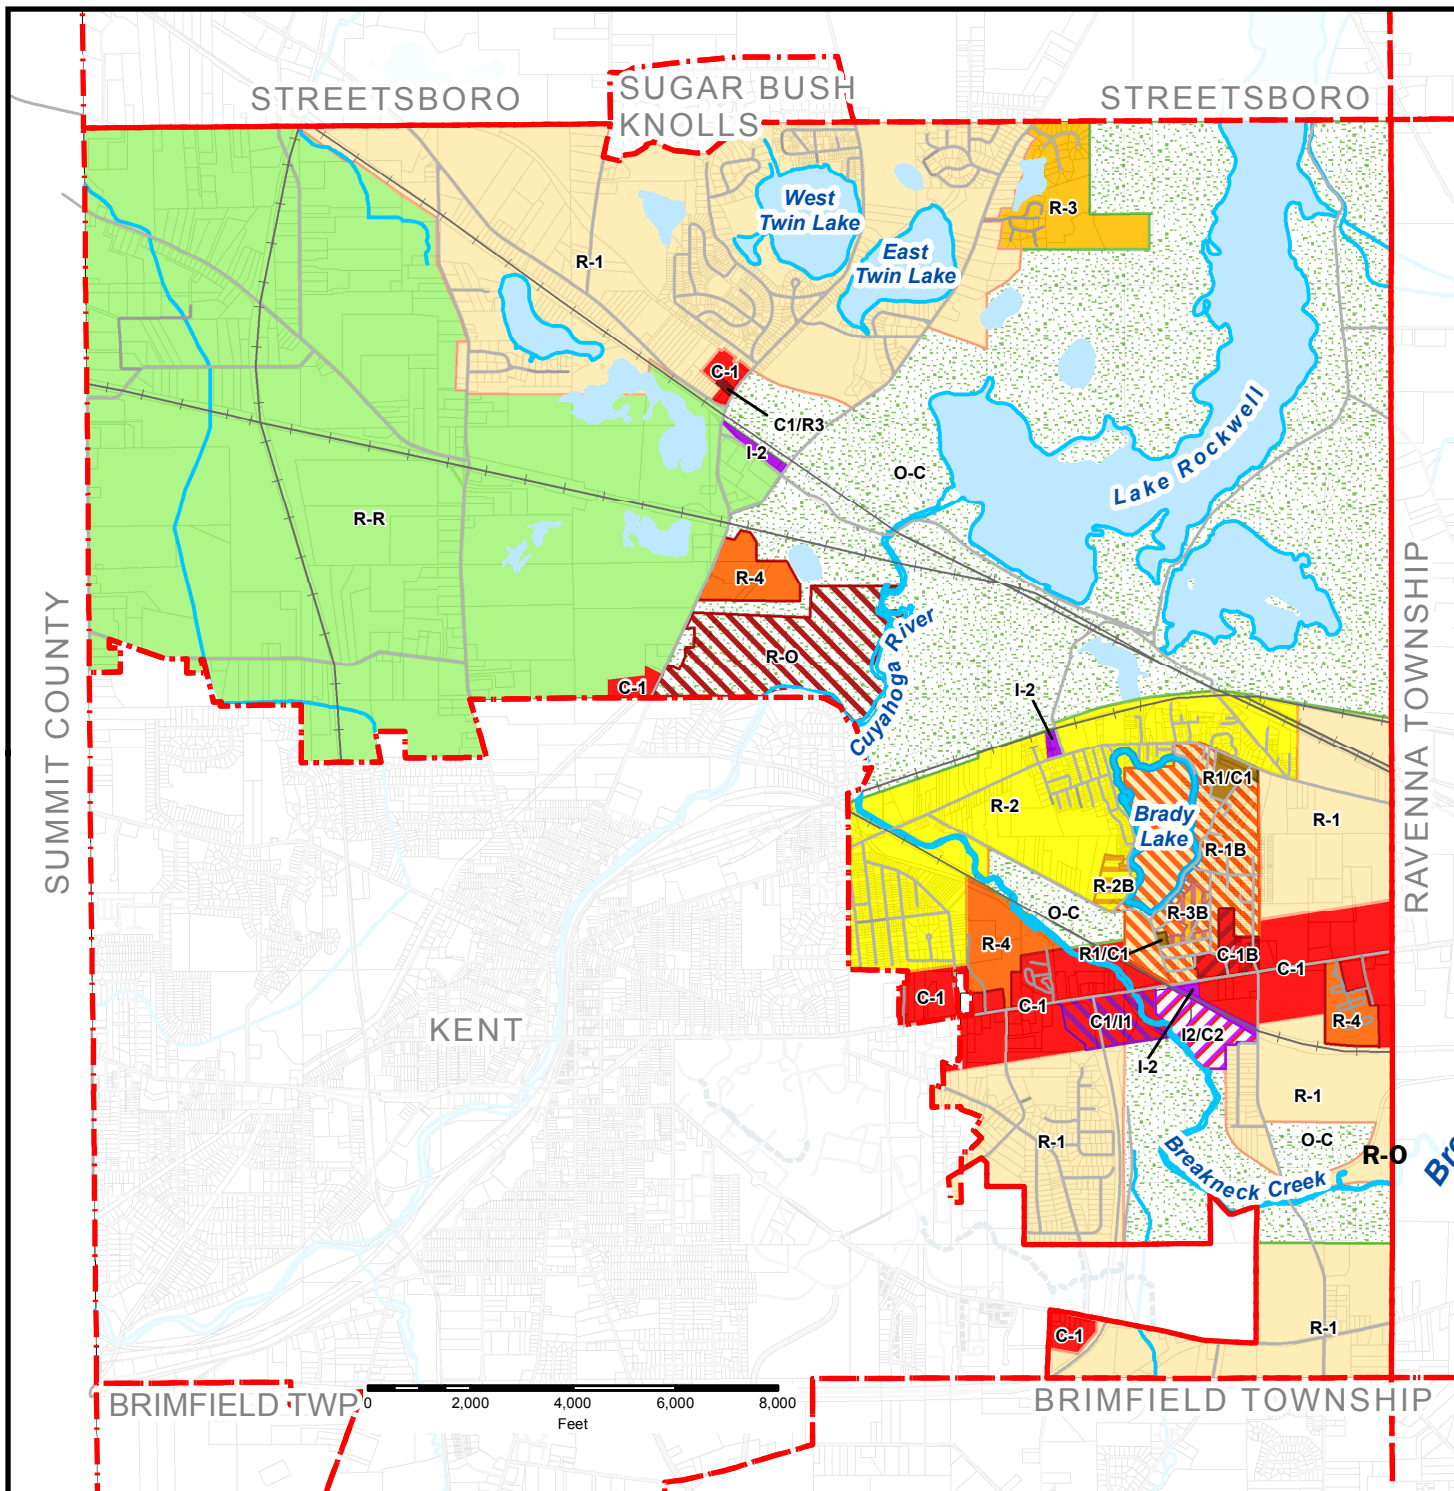 STREETSBORO
SUGAR BUSH
KNOLLS
STREETSBORO
West
Twin Lake
East
Twin Lake
R-3
R-1
C-1
C1/R3
I-2
O-C
Lake Rockwell
R-R
R-4
R-O
C-1
Cuyahoga River
SUMMIT COUNTY
RAVENNA TOWNSHIP
I-2
R-2
R1/C1
Brady
Lake
R-1
R-1B
R-2B
R-3B
O-C
R-4
R1/C1
C-1B
C-1
C-1
C-1
C1/I1
I2/C2
R-4
I-2
KENT
R-1
R-1
O-C
R-O
Bre
Breakneck Creek
C-1
R-1
BRIMFIELD TWP
0
2,000
4,000
6,000
8,000
Feet
BRIMFIELD TOWNSHIP